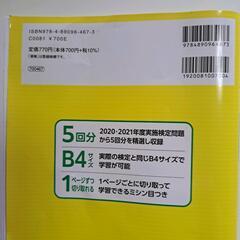 ISBN978-4-89096-467-3
C0081 ¥700E
定価770円(本体700円+税10%)
700467
9784890964673
1920081007004
5回分
2020・2021年度実施検定問題
から5回分を精選し収録
B4サイズ
実際の検定と同じB4サイズで
学習が可能
1ページずつ
切り取れる
1ページごとに切り取って
学習できるミシン目つき